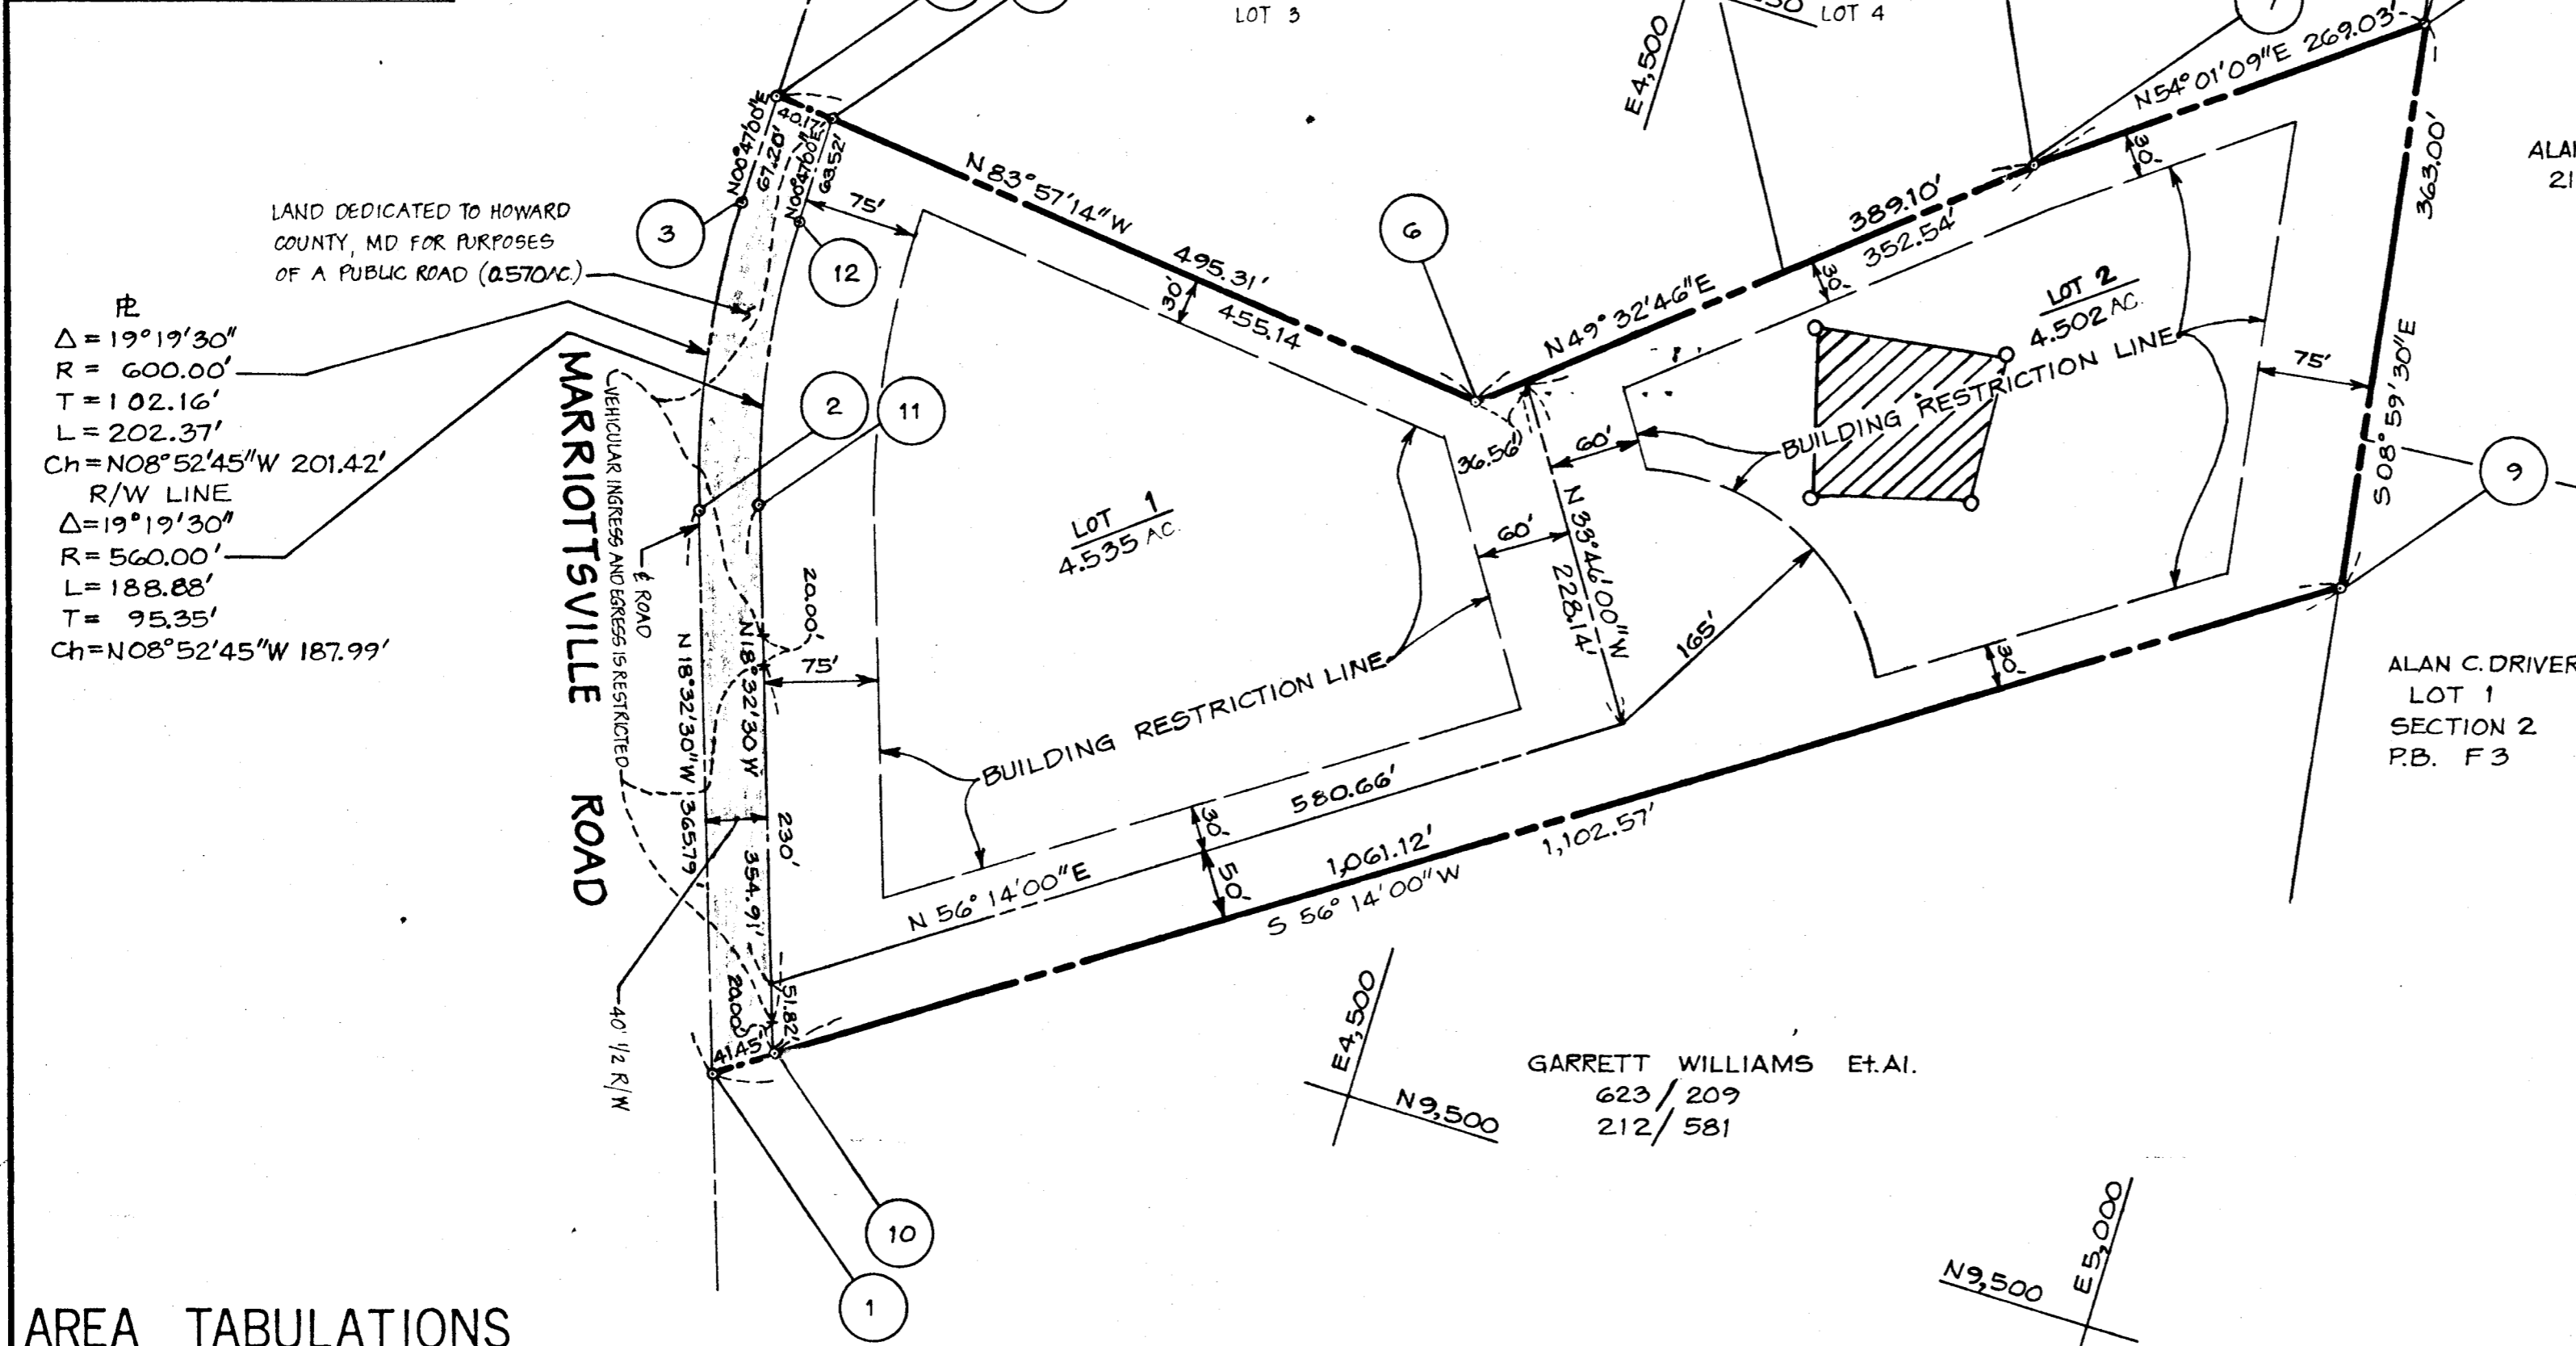 LOT 3
LOT 4
E4,500
N54°01'09"E 269.03'
363.00'
S08°59'30"E
N00°47'00"E
67.20'
40.17'
N00°47'00"E
63.52'
75'
N83°57'14"W
495.31'
455.14
30'
LAND DEDICATED TO HOWARD
COUNTY, MD FOR PURPOSES
OF A PUBLIC ROAD (0.570AC.)
3
12
6
2
11
9
10
1
PL
Δ = 19°19'30"
R = 600.00'
T = 102.16'
L = 202.37'
Ch=N08°52'45"W 201.42'
R/W LINE
Δ=19°19'30"
R= 560.00'
L= 188.88'
T= 95.35'
Ch=N08°52'45"W 187.99'
MARRIOTTSVILLE ROAD
VEHICULAR INGRESS AND EGRESS IS RESTRICTED
℄ ROAD
N18°32'30"W 365.79'
N18°32'30"W
354.91'
230'
20.00'
75'
20.00'
51.82'
41.45'
40' 1/2 R/W
LOT 1
4.535 AC.
BUILDING RESTRICTION LINE
30'
50'
N 56° 14'00"E
580.66'
1,061.12'
S 56° 14'00"W
1,102.57'
N49°32'46"E
389.10'
352.54'
30'
30'
LOT 2
4.502 AC.
BUILDING RESTRICTION LINE
75'
36.56'
60'
60'
N33°46'00"W
228.14'
165'
30'
ALAN C. DRIVER
LOT 1
SECTION 2
P.B. F3
GARRETT WILLIAMS Et.Al.
623/209
212/581
E4,500
N9,500
N9,500
E5,000
AREA TABULATIONS